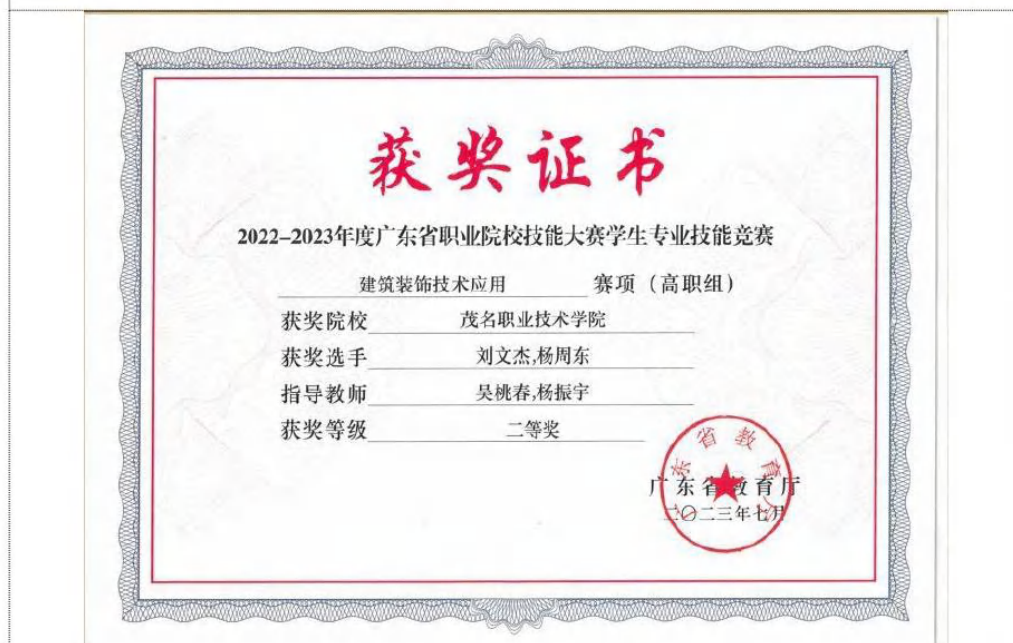 获奖证书
2022–2023年度广东省职业院校技能大赛学生专业技能竞赛
建筑装饰技术应用 赛项（高职组）
获奖院校 茂名职业技术学院
获奖选手 刘文杰,杨周东
指导教师 吴桃春,杨振宇
获奖等级 二等奖
广东省教育厅
二〇二三年七月